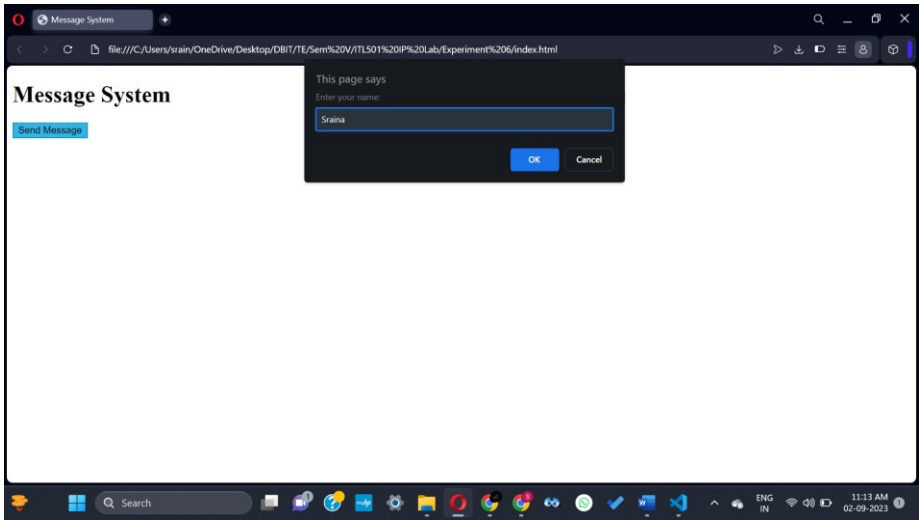 Message System
file:///C:/Users/srain/OneDrive/Desktop/DBIT/TE/Sem%20V/ITL501%20IP%20Lab/Experiment%206/index.html
This page says
Enter your name:
Sraina
OK Cancel
Message System
Send Message
Search
ENG
IN
11:13 AM
02-09-2023